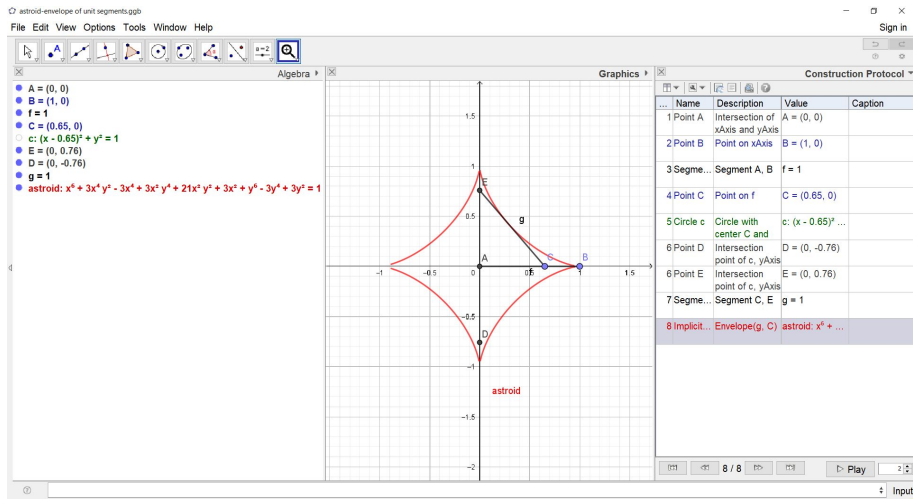 astroid-envelope of unit segments.ggb
File Edit View Options Tools Window Help
Sign in
A
a=2
Algebra
Graphics
Construction Protocol
A = (0, 0)
B = (1, 0)
f = 1
C = (0.65, 0)
c: (x - 0.65)² + y² = 1
E = (0, 0.76)
D = (0, -0.76)
g = 1
astroid: x⁶ + 3x⁴ y² - 3x⁴ + 3x² y⁴ + 21x² y² + 3x² + y⁶ - 3y⁴ + 3y² = 1
1.5
1
E
g
0.5
A
C
B
-1
-0.5
0
0.5
f
1
1.5
-0.5
D
-1
astroid
-1.5
-2
... Name Description Value Caption
1 Point A Intersection of xAxis and yAxis A = (0, 0)
2 Point B Point on xAxis B = (1, 0)
3 Segme... Segment A, B f = 1
4 Point C Point on f C = (0.65, 0)
5 Circle c Circle with center C and c: (x - 0.65)² ...
6 Point D Intersection point of c, yAxis D = (0, -0.76)
6 Point E Intersection point of c, yAxis E = (0, 0.76)
7 Segme... Segment C, E g = 1
8 Implicit... Envelope(g, C) astroid: x⁶ + ...
8 / 8
Play
2
Input